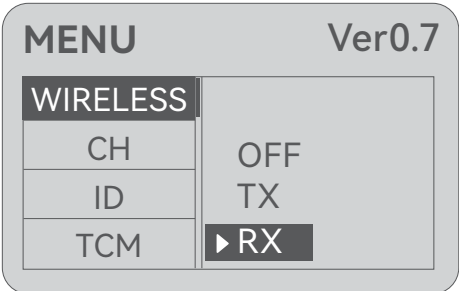 MENU Ver0.7
WIRELESS
CH
ID
TCM
OFF
TX
RX